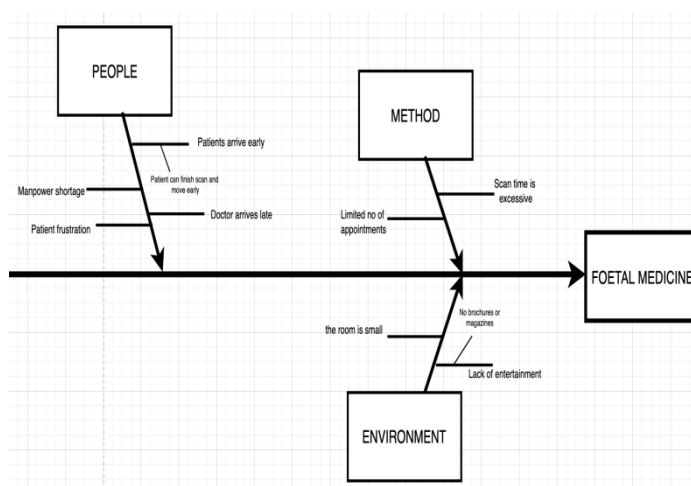 PEOPLE
Patients arrive early
Patient can finish scan and
move early
Manpower shortage
Doctor arrives late
Patient frustration
METHOD
Scan time is
excessive
Limited no of
appointments
FOETAL MEDICINE
No brochures or
magazines
the room is small
Lack of entertainment
ENVIRONMENT